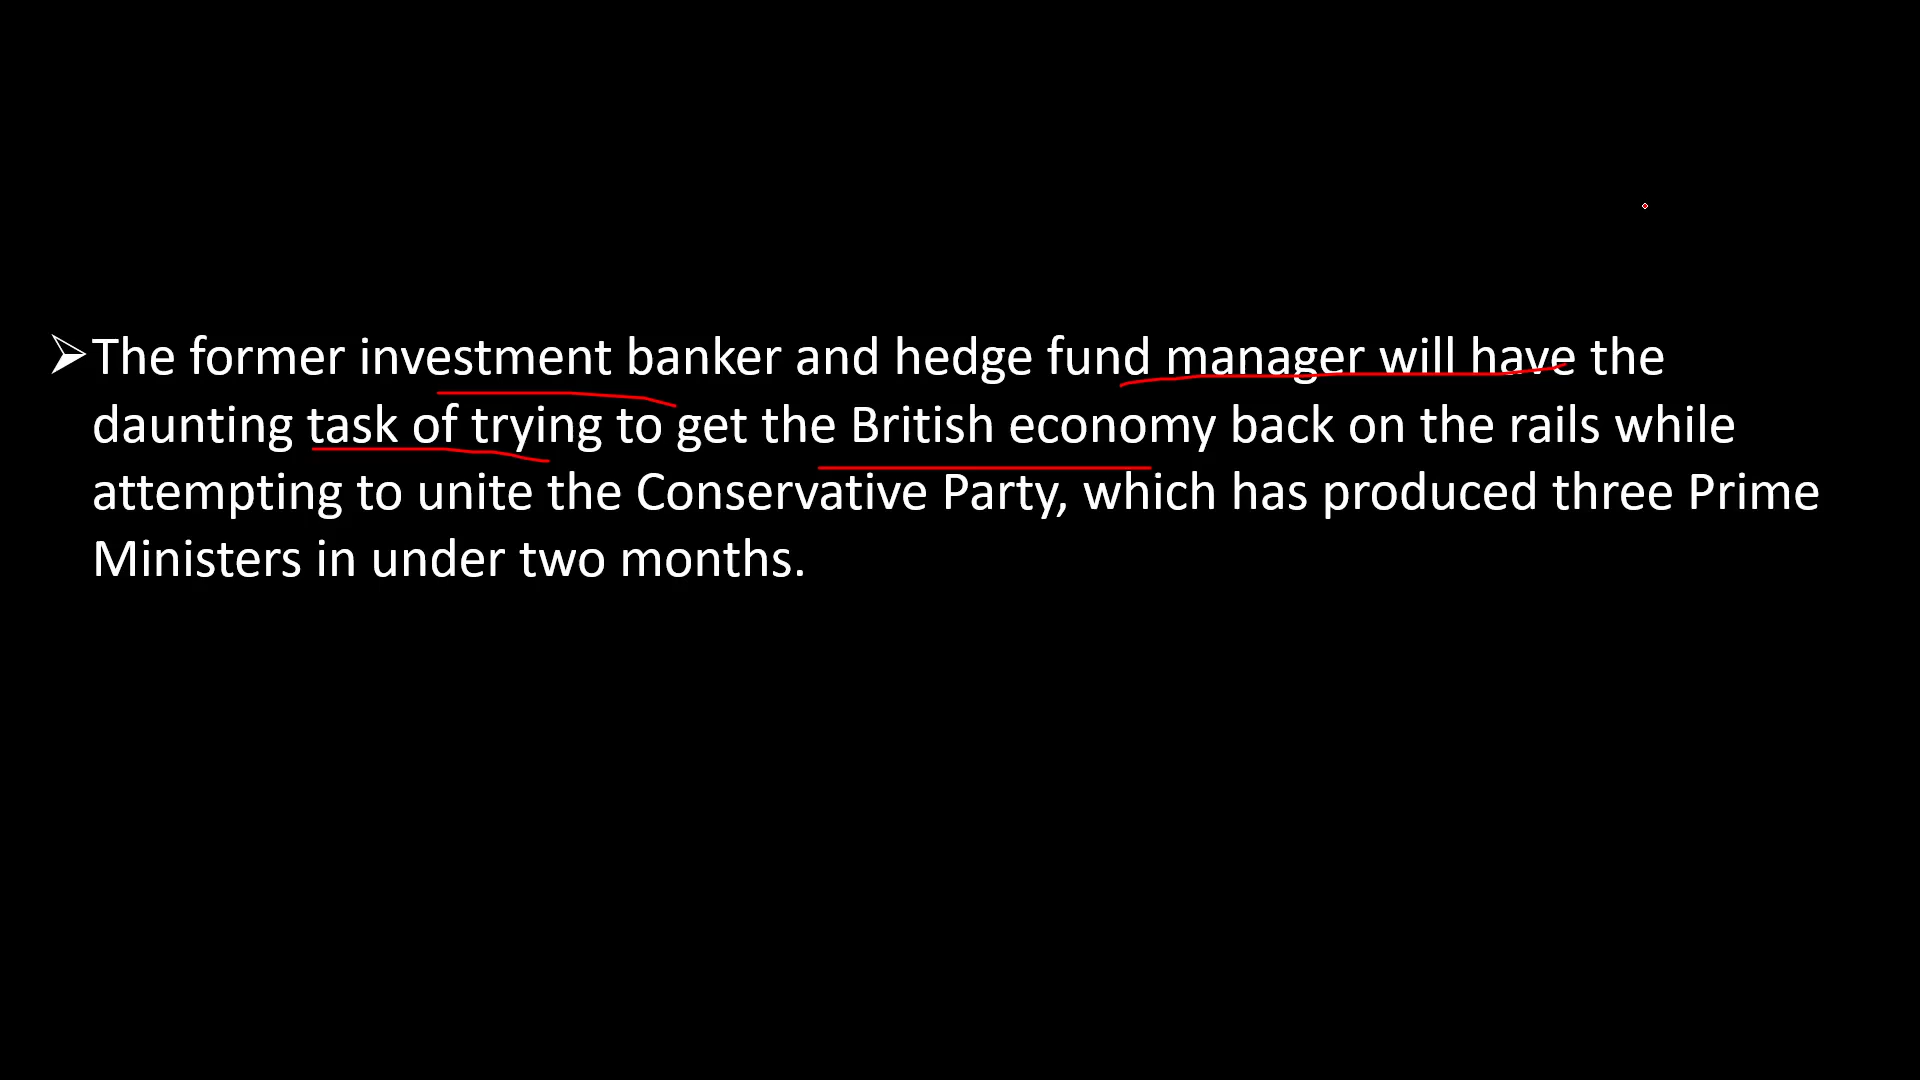 ➢The former investment banker and hedge fund manager will have the
daunting task of trying to get the British economy back on the rails while
attempting to unite the Conservative Party, which has produced three Prime
Ministers in under two months.